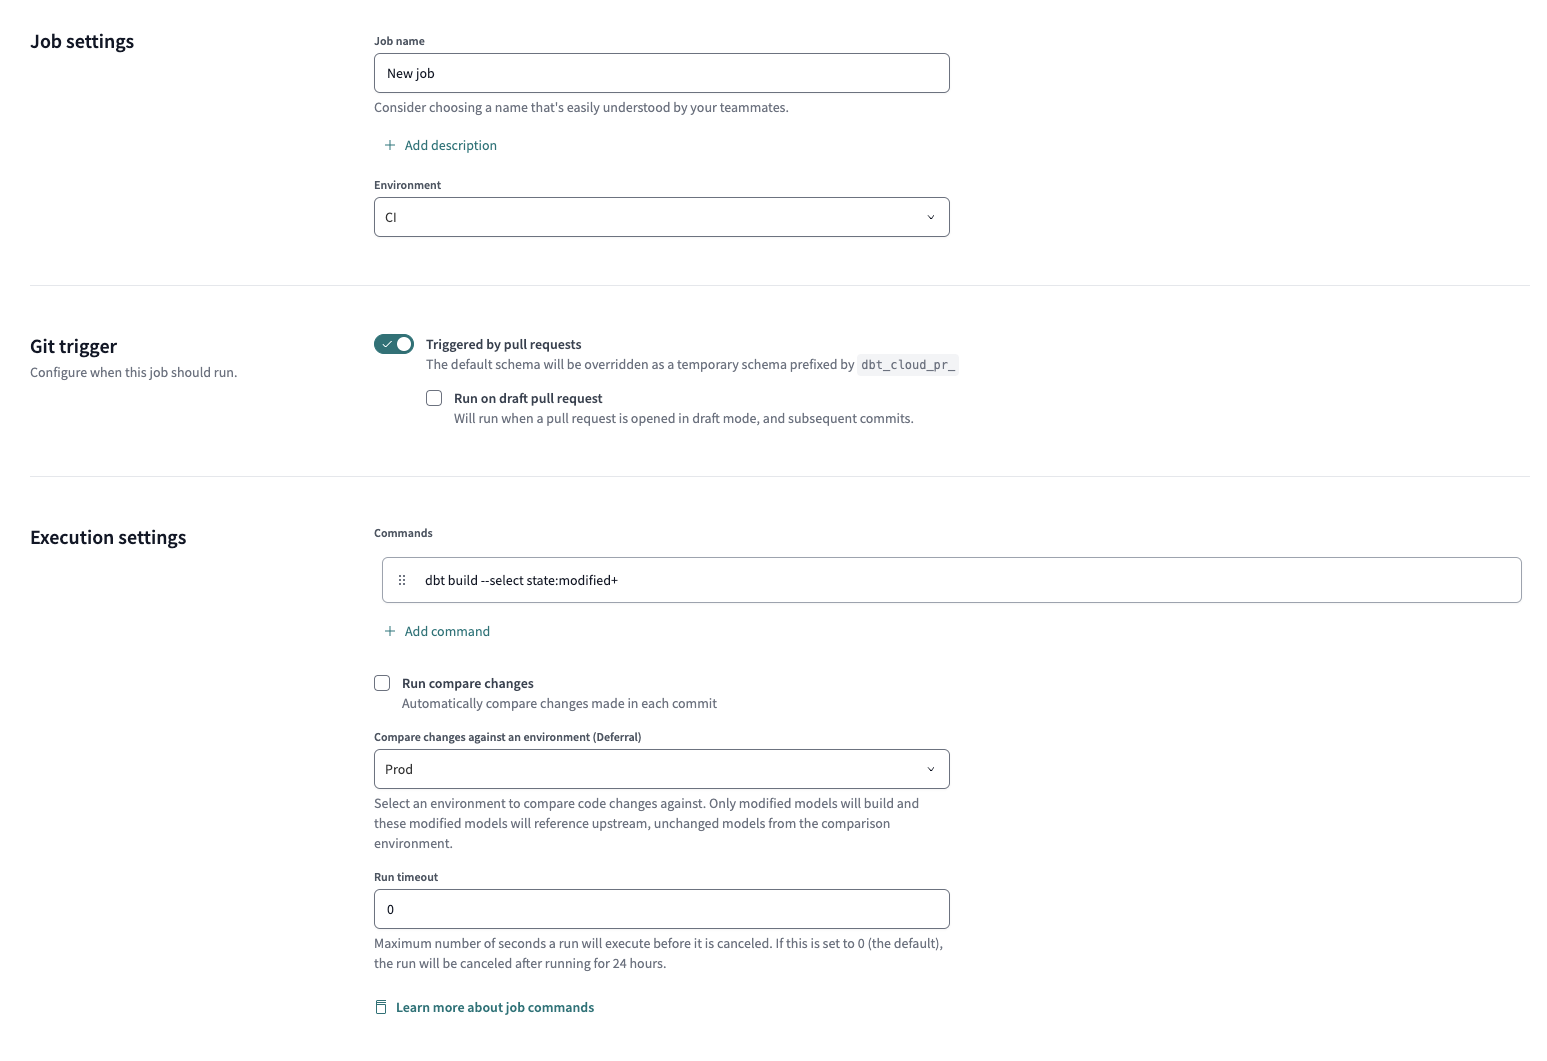 Job settings
Job name
New job
Consider choosing a name that's easily understood by your teammates.
Add description
Environment
CI
Git trigger
Configure when this job should run.
Triggered by pull requests
The default schema will be overridden as a temporary schema prefixed by dbt_cloud_pr_
Run on draft pull request
Will run when a pull request is opened in draft mode, and subsequent commits.
Execution settings
Commands
dbt build --select state:modified+
Add command
Run compare changes
Automatically compare changes made in each commit
Compare changes against an environment (Deferral)
Prod
Select an environment to compare code changes against. Only modified models will build and
these modified models will reference upstream, unchanged models from the comparison
environment.
Run timeout
0
Maximum number of seconds a run will execute before it is canceled. If this is set to 0 (the default),
the run will be canceled after running for 24 hours.
Learn more about job commands